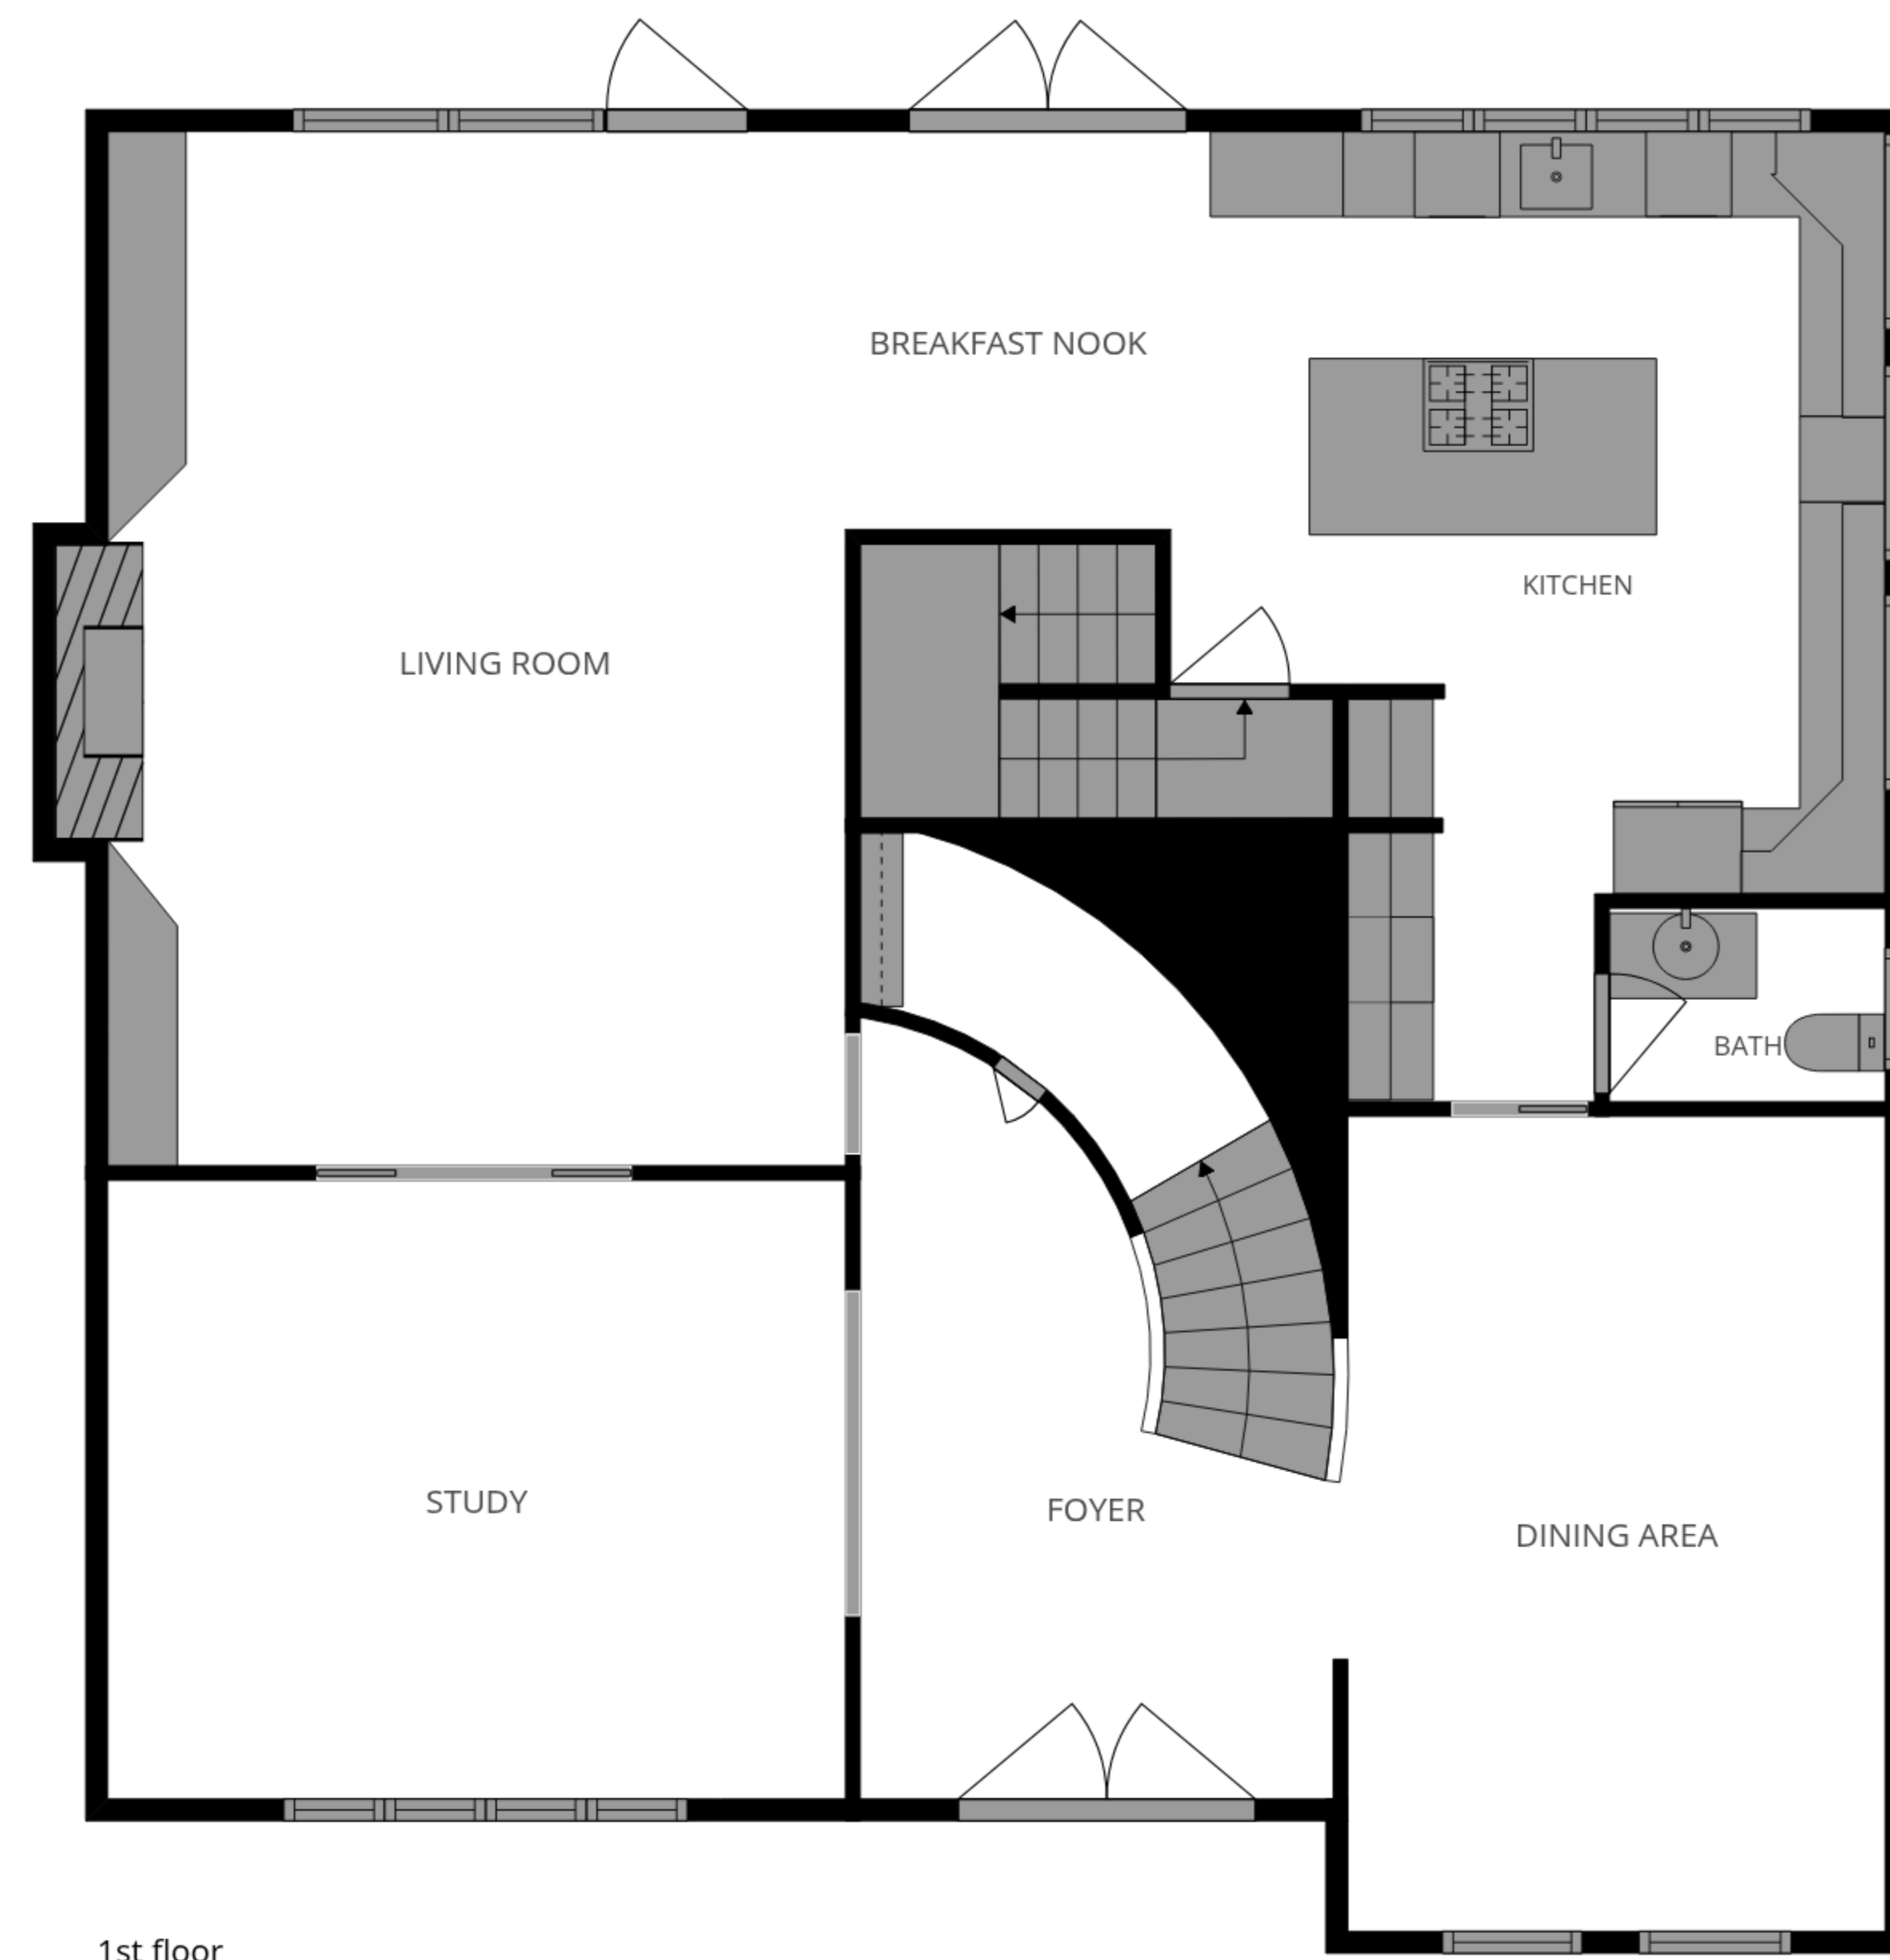 BREAKFAST NOOK
KITCHEN
LIVING ROOM
BATH
STUDY
FOYER
DINING AREA
1st floor